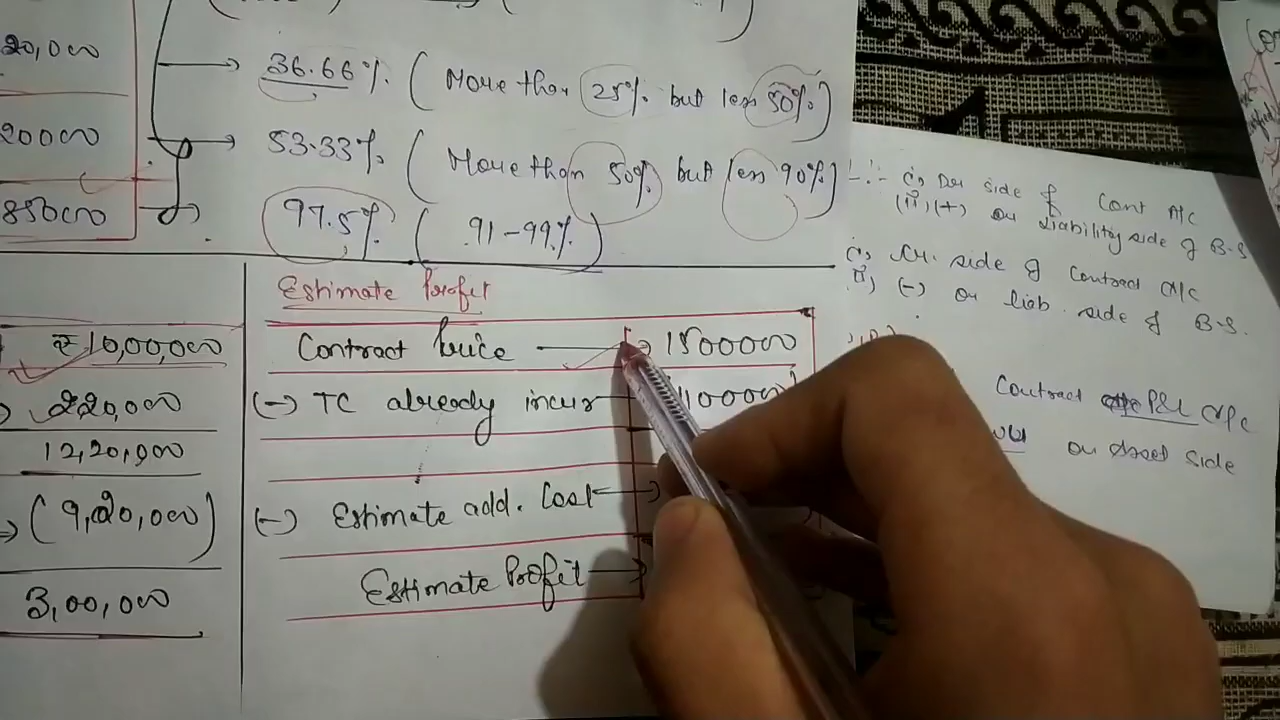 20,000
36.66% (More than 25% but less 50%)
20000
53.33% (More than 50% but less 90%)
850000
97.5% (91-99%)
side of Cont A/c
(ii) (+) on liability side of B-S
side of Contract A/c
(ii) (-) on liab. side of B-S.
Estimate Profit
₹10,00,000
Contract Price → 1500000
220,000
(-) TC already incur
12,20,000
(-) Estimate add. Cost →
(9,20,000)
Estimate Profit →
3,00,000
Contract P&L A/c
on Asset side